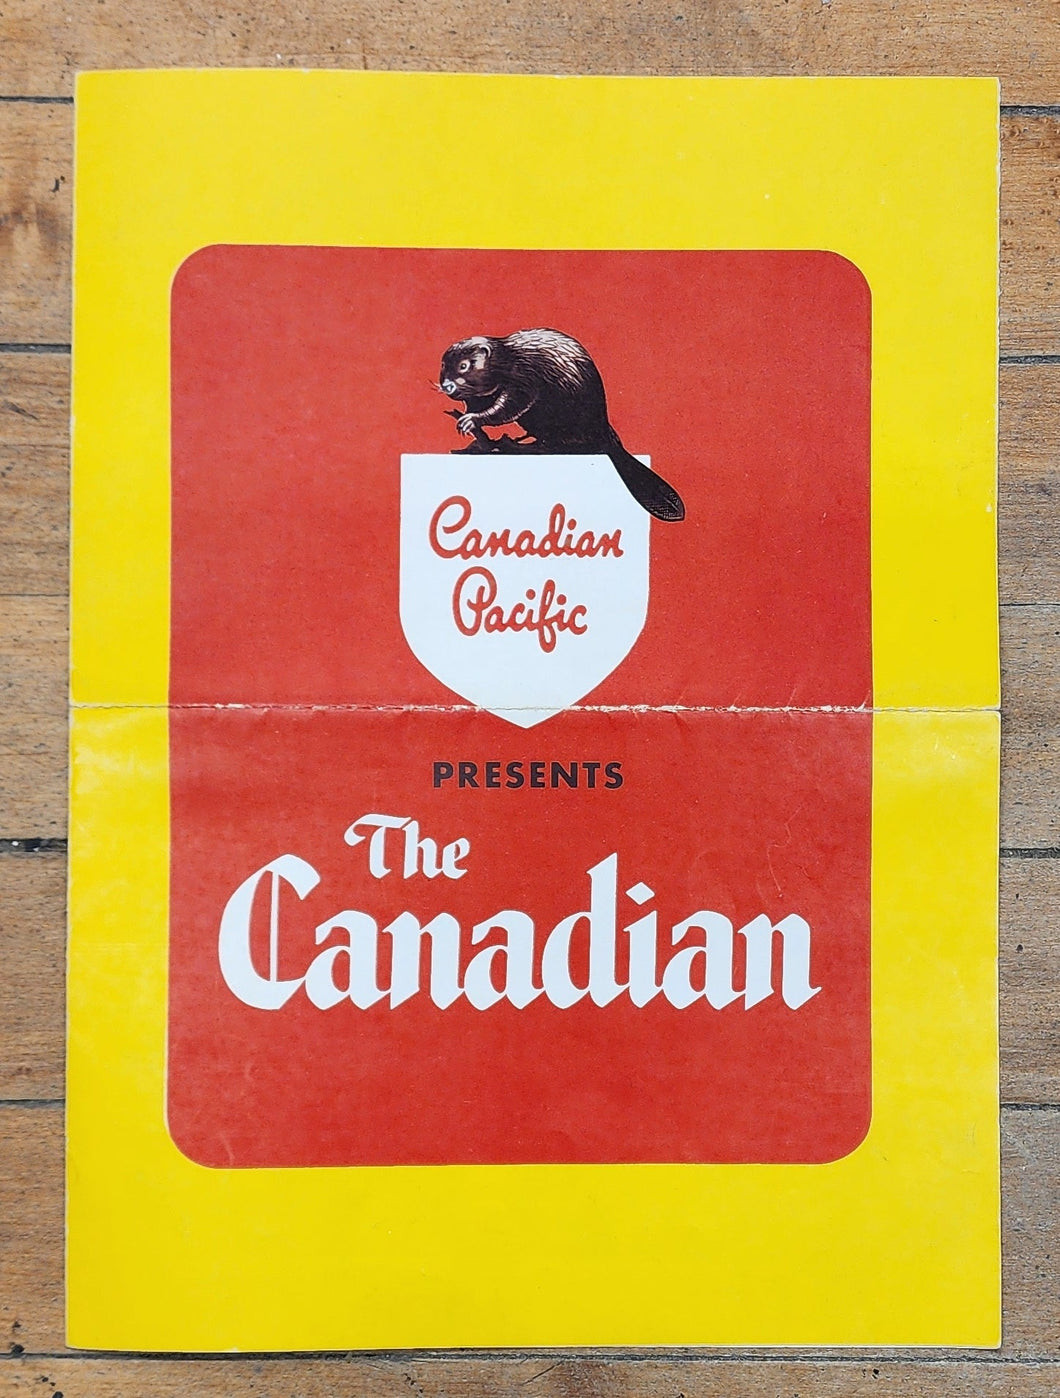 Canadian
Pacific
PRESENTS
The
Canadian